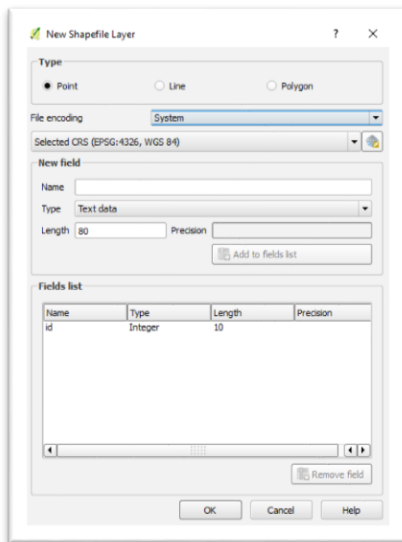 New Shapefile Layer ?
Type
Point Line Polygon
File encoding System
Selected CRS (EPSG:4326, WGS 84)
New field
Name
Type Text data
Length 80 Precision
Add to fields list
Fields list
Name Type Length Precision
id Integer 10
Remove field
OK Cancel Help